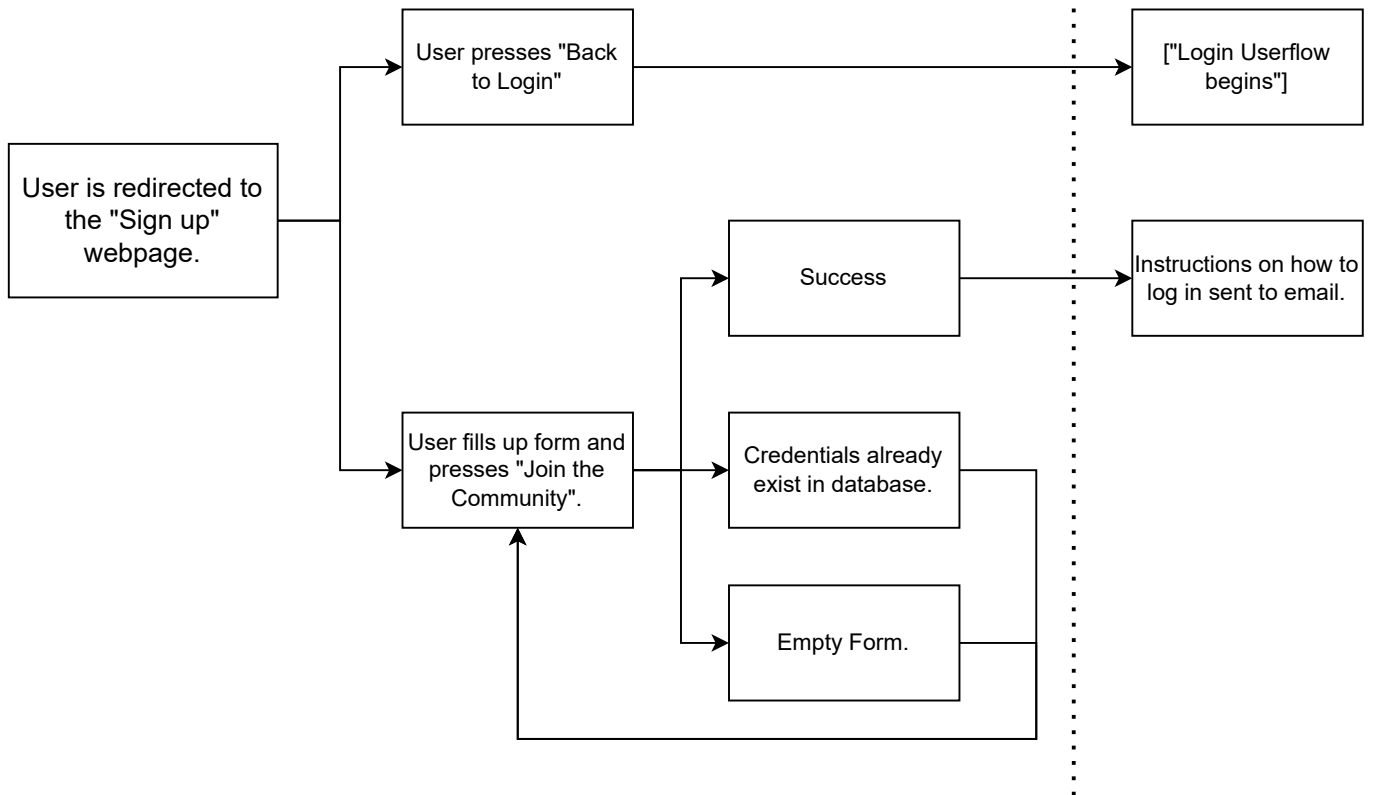 User presses "Back
to Login"
["Login Userflow
begins"]
User is redirected to
the "Sign up"
webpage.
Success
Instructions on how to
log in sent to email.
User fills up form and
presses "Join the
Community".
Credentials already
exist in database.
Empty Form.